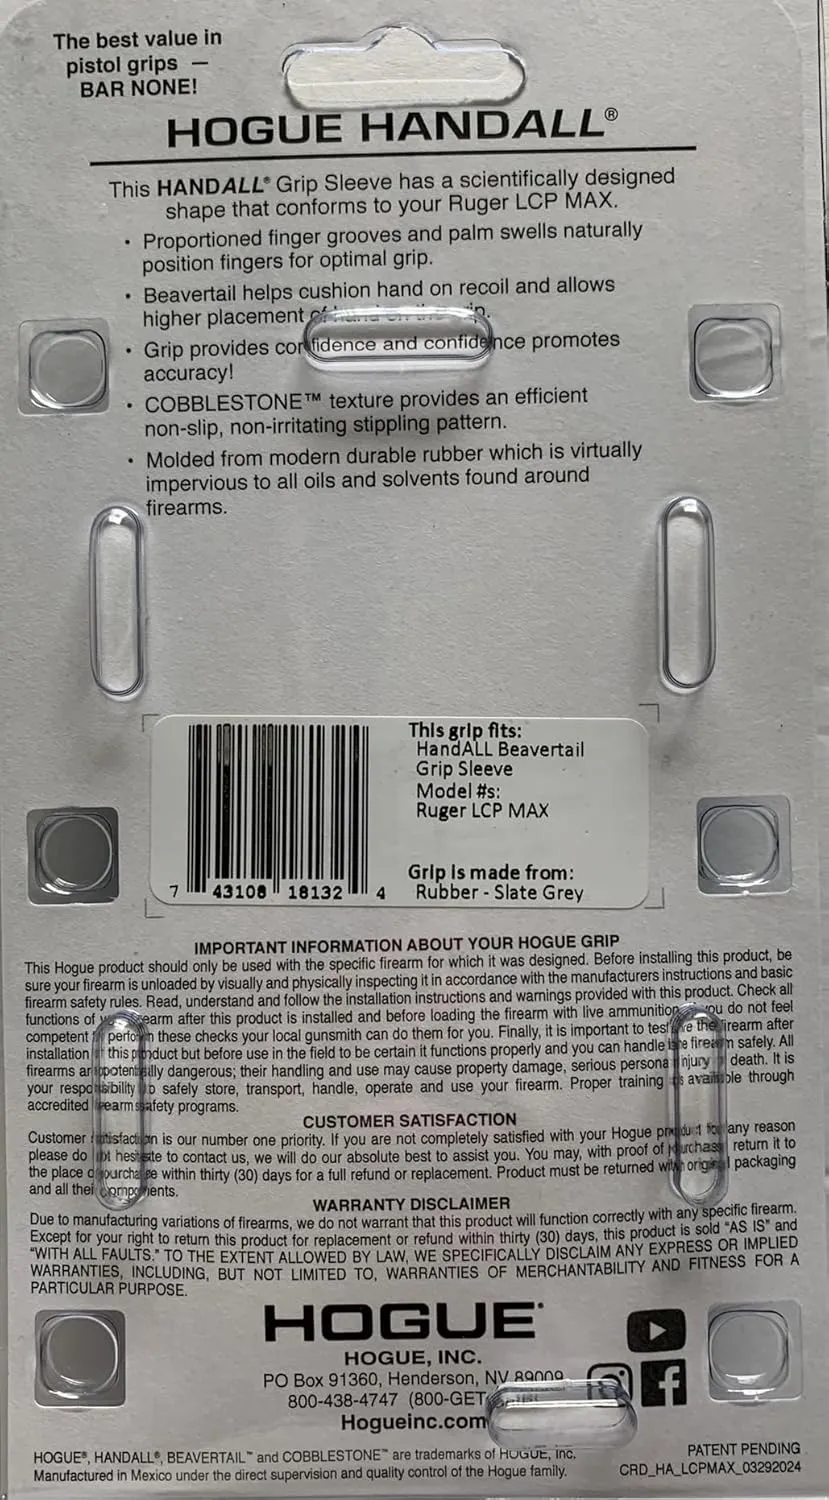 The best value in
pistol grips —
BAR NONE!
HOGUE HANDALL®
This HANDALL® Grip Sleeve has a scientifically designed
shape that conforms to your Ruger LCP MAX.
• Proportioned finger grooves and palm swells naturally
position fingers for optimal grip.
• Beavertail helps cushion hand on recoil and allows
higher placement of hand on the grip.
• Grip provides confidence and confidence promotes
accuracy!
• COBBLESTONE™ texture provides an efficient
non-slip, non-irritating stippling pattern.
• Molded from modern durable rubber which is virtually
impervious to all oils and solvents found around
firearms.
This grip fits:
HandALL Beavertail
Grip Sleeve
Model #s:
Ruger LCP MAX
Grip is made from:
Rubber - Slate Grey
7 43108 18132 4
IMPORTANT INFORMATION ABOUT YOUR HOGUE GRIP
This Hogue product should only be used with the specific firearm for which it was designed. Before installing this product, be
sure your firearm is unloaded by visually and physically inspecting it in accordance with the manufacturers instructions and basic
firearm safety rules. Read, understand and follow the installation instructions and warnings provided with this product. Check all
functions of firearm after this product is installed and before loading the firearm with live ammunition. you do not feel
competent perform these checks your local gunsmith can do them for you. Finally, it is important to test the firearm after
installation this product but before use in the field to be certain it functions properly and you can handle the firearm safely. All
firearms are potentially dangerous; their handling and use may cause property damage, serious personal injury death. It is
your responsibility to safely store, transport, handle, operate and use your firearm. Proper training is available through
accredited firearm safety programs.
CUSTOMER SATISFACTION
Customer satisfaction is our number one priority. If you are not completely satisfied with your Hogue product for any reason
please do not hesitate to contact us, we will do our absolute best to assist you. You may, with proof of purchase return it to
the place of purchase within thirty (30) days for a full refund or replacement. Product must be returned with original packaging
and all their components.
WARRANTY DISCLAIMER
Due to manufacturing variations of firearms, we do not warrant that this product will function correctly with any specific firearm.
Except for your right to return this product for replacement or refund within thirty (30) days, this product is sold “AS IS” and
“WITH ALL FAULTS.” TO THE EXTENT ALLOWED BY LAW, WE SPECIFICALLY DISCLAIM ANY EXPRESS OR IMPLIED
WARRANTIES, INCLUDING, BUT NOT LIMITED TO, WARRANTIES OF MERCHANTABILITY AND FITNESS FOR A
PARTICULAR PURPOSE.
HOGUE
HOGUE, INC.
PO Box 91360, Henderson, NV 89009
800-438-4747 (800-GET
Hogueinc.com
HOGUE®, HANDALL®, BEAVERTAIL™ and COBBLESTONE™ are trademarks of HOGUE, Inc.
Manufactured in Mexico under the direct supervision and quality control of the Hogue family.
PATENT PENDING
CRD_HA_LCPMAX_03292024